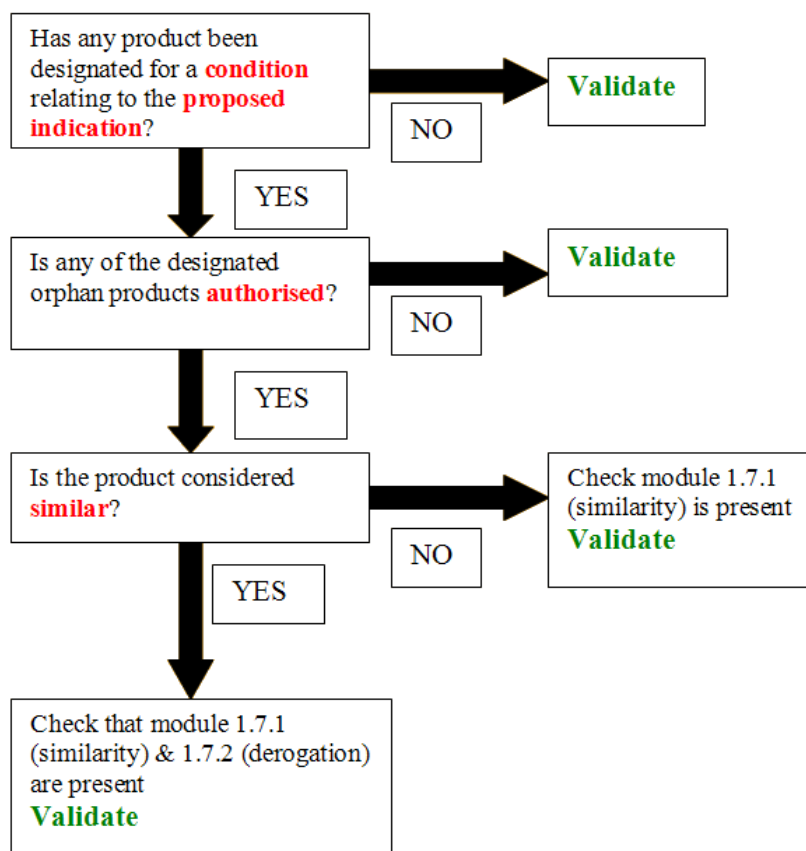 Has any product been
designated for a condition
relating to the proposed
indication?
Validate
NO
YES
Is any of the designated
orphan products authorised?
Validate
NO
YES
Is the product considered
similar?
Check module 1.7.1
(similarity) is present
Validate
NO
YES
Check that module 1.7.1
(similarity) & 1.7.2 (derogation)
are present
Validate